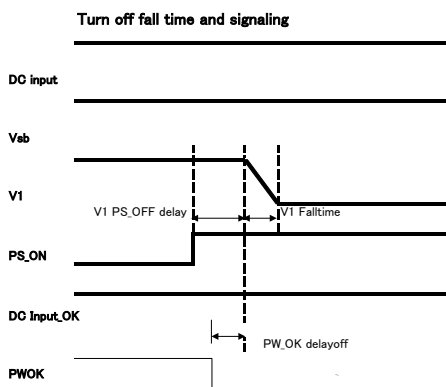 Turn off fall time and signaling
DC input
Vsb
V1
V1 PS_OFF delay
V1 Falltime
PS_ON
DC Input_OK
PW_OK delayoff
PWOK